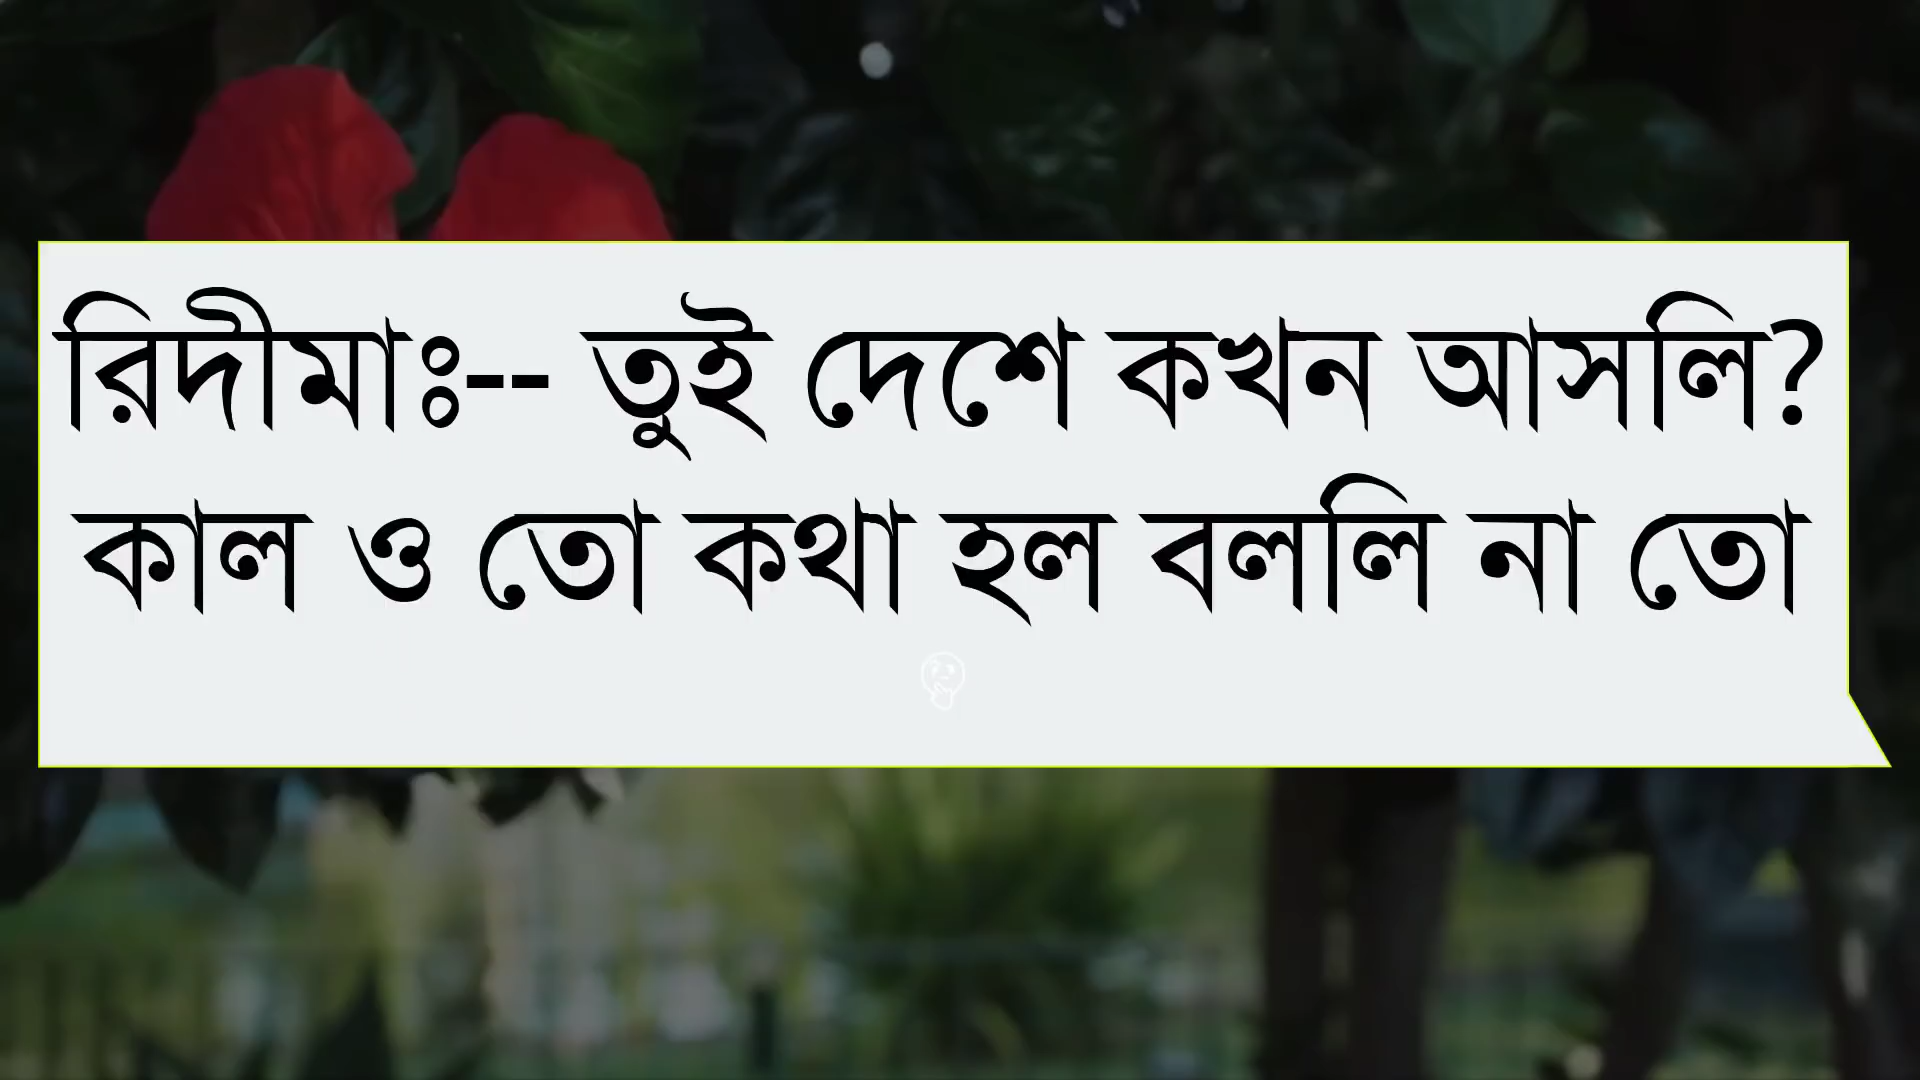 রিদীমাঃ-- তুই দেশে কখন আসলি?
কাল ও তো কথা হল বললি না তো
🤔